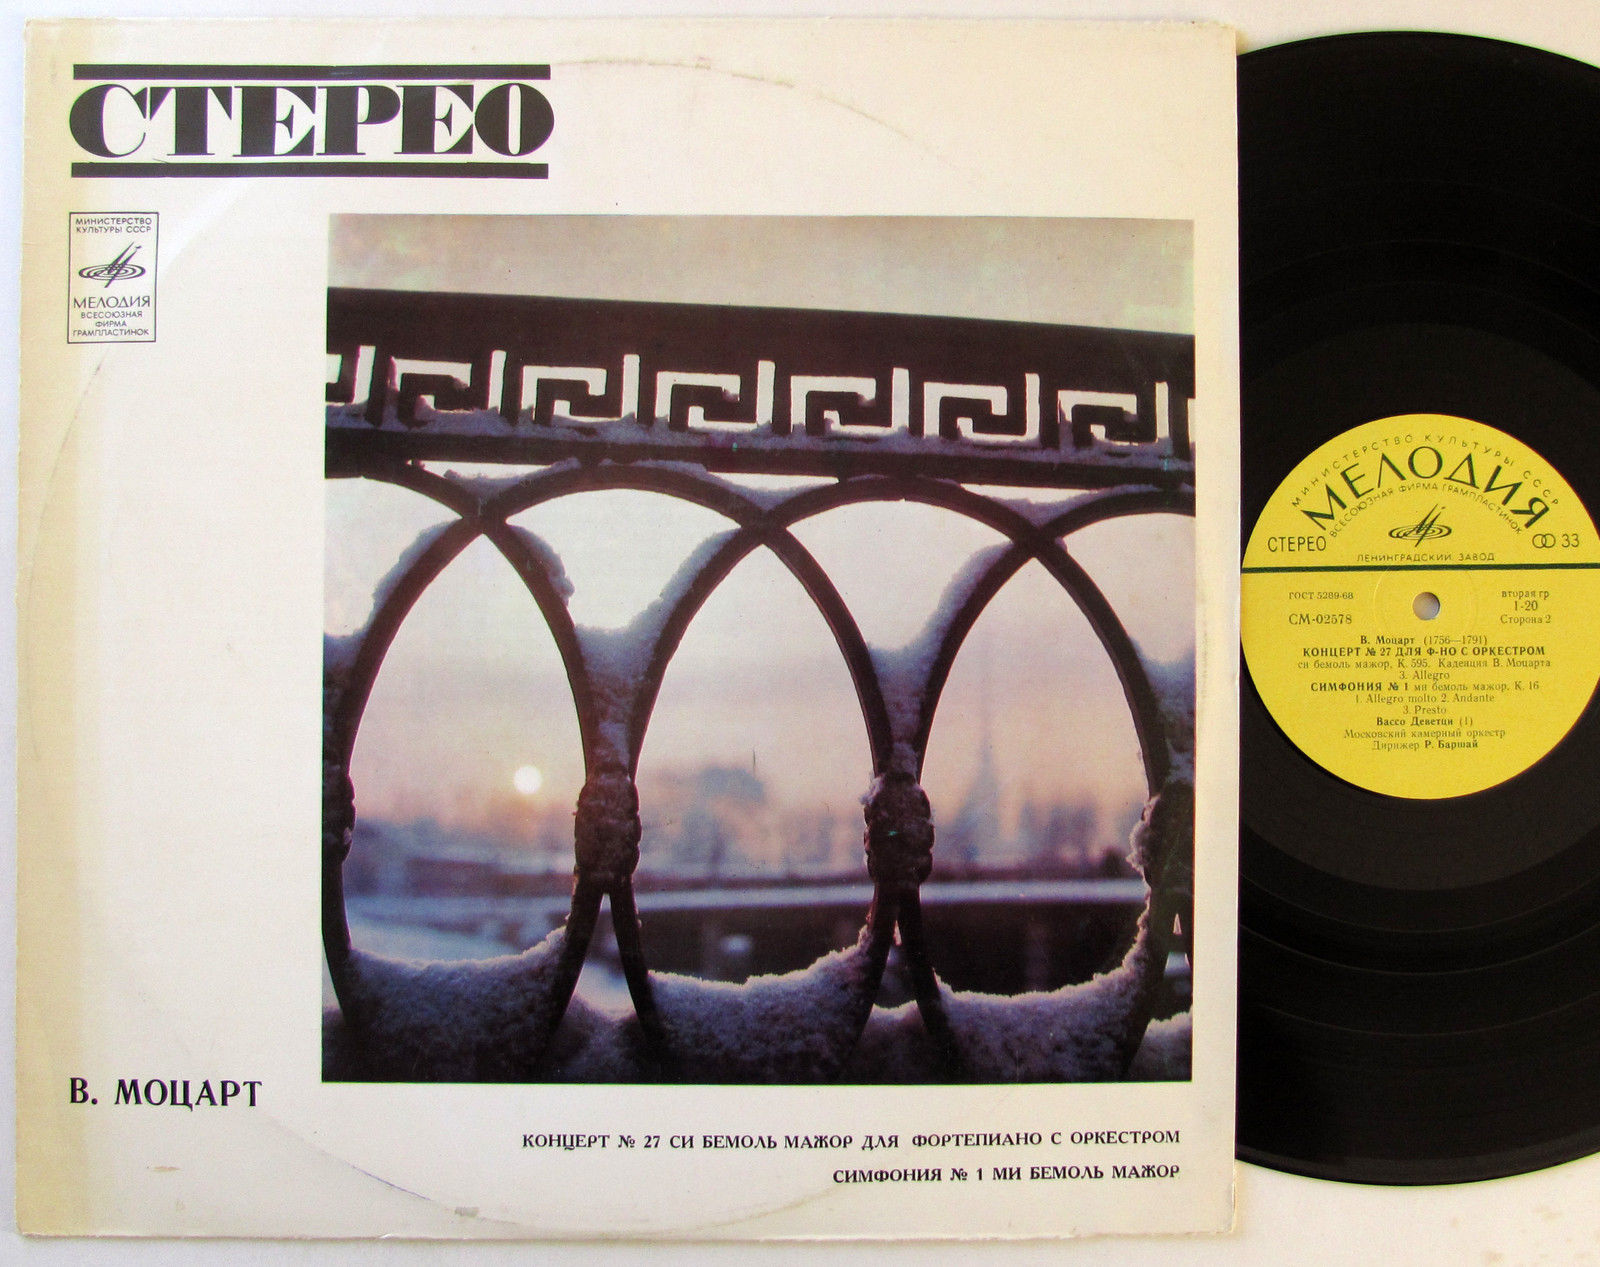 СТЕРЕО
МИНИСТЕРСТВО
КУЛЬТУРЫ СССР
МЕЛОДИЯ
ВСЕСОЮЗНАЯ
ФИРМА
ГРАМПЛАСТИНОК
В. МОЦАРТ
КОНЦЕРТ № 27 СИ БЕМОЛЬ МАЖОР ДЛЯ ФОРТЕПИАНО С ОРКЕСТРОМ
СИМФОНИЯ № 1 МИ БЕМОЛЬ МАЖОР
МИНИСТЕРСТВО КУЛЬТУРЫ СССР
МЕЛОДИЯ
ВСЕСОЮЗНАЯ ФИРМА ГРАМПЛАСТИНОК
СТЕРЕО
33
ЛЕНИНГРАДСКИЙ ЗАВОД
ГОСТ 5289-68
вторая гр
1-20
СМ-02578
Сторона 2
В. Моцарт (1756—1791)
КОНЦЕРТ № 27 ДЛЯ Ф-НО С ОРКЕСТРОМ
си бемоль мажор, К. 595. Каденция В. Моцарта
3. Allegro
СИМФОНИЯ № 1 ми бемоль мажор, К. 16
1. Allegro molto 2. Andante
3. Presto
Вассо Деветци (1)
Московский камерный оркестр
Дирижер Р. Баршай